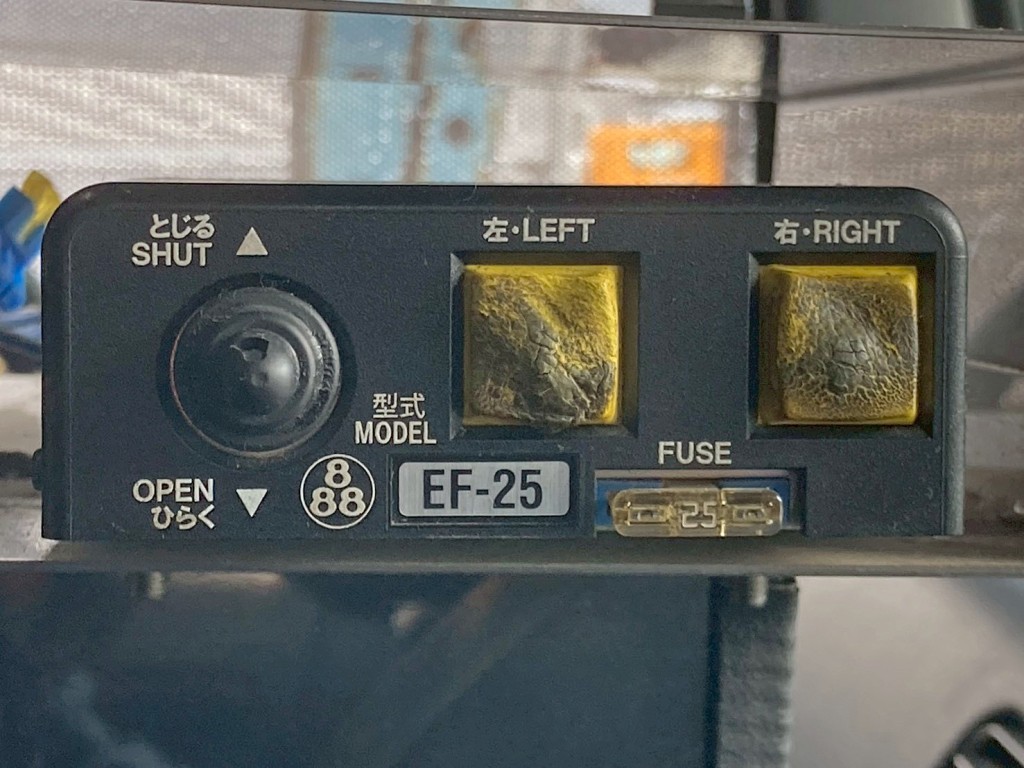 とじる
SHUT ▲
左・LEFT
右・RIGHT
型式
MODEL
FUSE
OPEN ▼
ひらく
8
88
EF-25
25